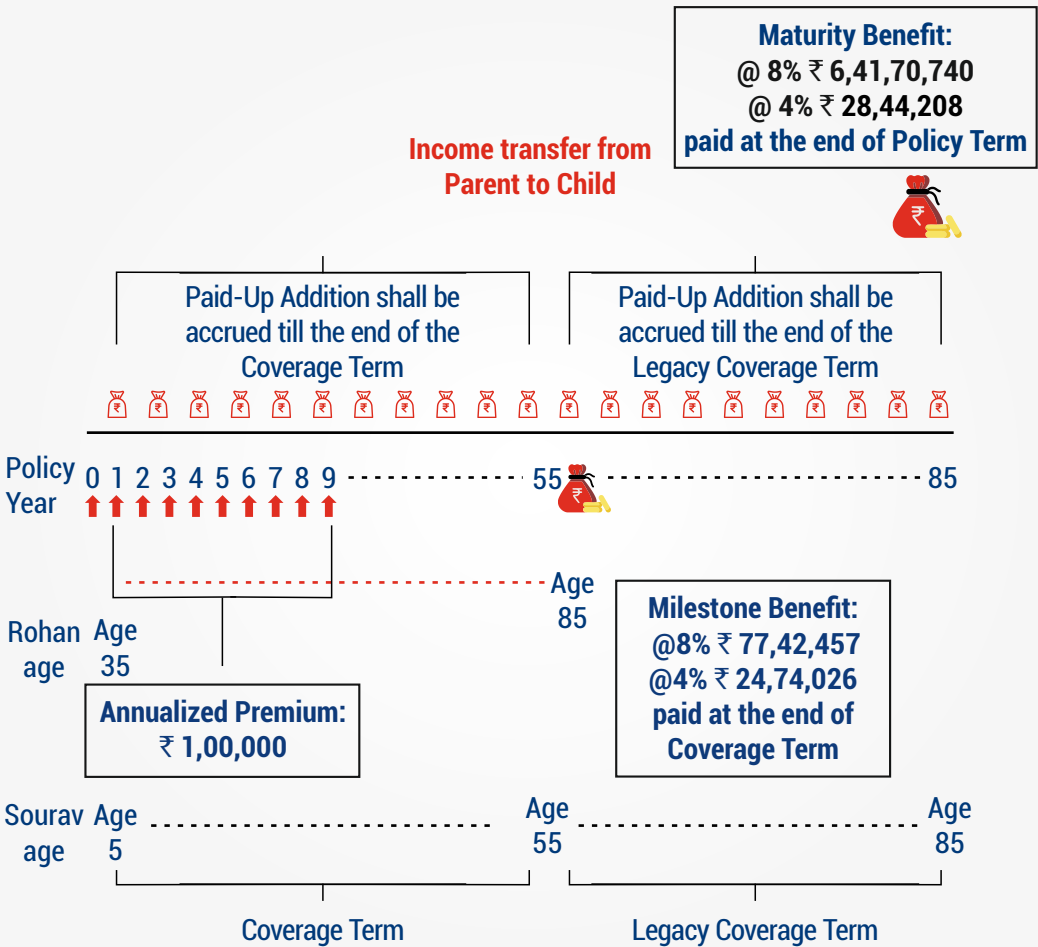 Maturity Benefit:
@ 8% ₹ 6,41,70,740
@ 4% ₹ 28,44,208
paid at the end of Policy Term
Income transfer from
Parent to Child
₹
Paid-Up Addition shall be
accrued till the end of the
Coverage Term
Paid-Up Addition shall be
accrued till the end of the
Legacy Coverage Term
₹ ₹ ₹ ₹ ₹ ₹ ₹ ₹ ₹ ₹ ₹ ₹ ₹ ₹ ₹ ₹ ₹ ₹ ₹ ₹ ₹
Policy
Year
0 1 2 3 4 5 6 7 8 9 55 ₹ 85
Age
85
Rohan
age
Age
35
Annualized Premium:
₹ 1,00,000
Milestone Benefit:
@8% ₹ 77,42,457
@4% ₹ 24,74,026
paid at the end of
Coverage Term
Sourav
age
Age
5
Age
55
Age
85
Coverage Term
Legacy Coverage Term